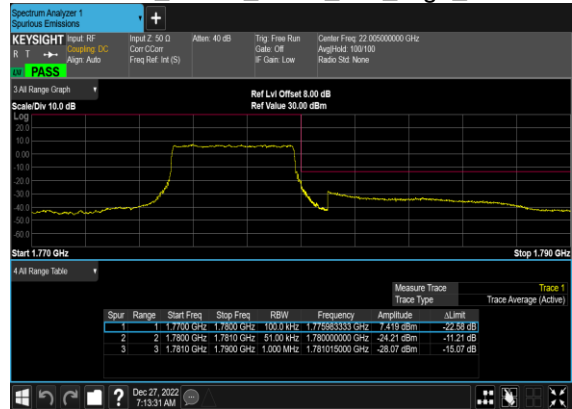 Spectrum Analyzer 1
Spurious Emissions
KEYSIGHT Input: RF Input Z: 50 Ω Atten: 40 dB Trig: Free Run Center Freq: 22.005000000 GHz
R T Coupling: DC Corr CCorr Gate: Off Avg|Hold: 100/100
Align: Auto Freq Ref: Int (S) IF Gain: Low Radio Std: None
PASS
3 All Range Graph
Ref Lvl Offset 8.00 dB
Scale/Div 10.0 dB Ref Value 30.00 dBm
Log
20.0
10.0
0.00
-10.0
-20.0
-30.0
-40.0
-50.0
-60.0
Start 1.770 GHz Stop 1.790 GHz
4 All Range Table
Measure Trace Trace 1
Trace Type Trace Average (Active)
Spur Range Start Freq Stop Freq RBW Frequency Amplitude ΔLimit
1 1 1.7700 GHz 1.7800 GHz 100.0 kHz 1.775983333 GHz 7.419 dBm -22.58 dB
2 2 1.7800 GHz 1.7810 GHz 51.00 kHz 1.780000000 GHz -24.21 dBm -11.21 dB
3 3 1.7810 GHz 1.7900 GHz 1.000 MHz 1.781015000 GHz -28.07 dBm -15.07 dB
? Dec 27, 2022
7:13:31 AM